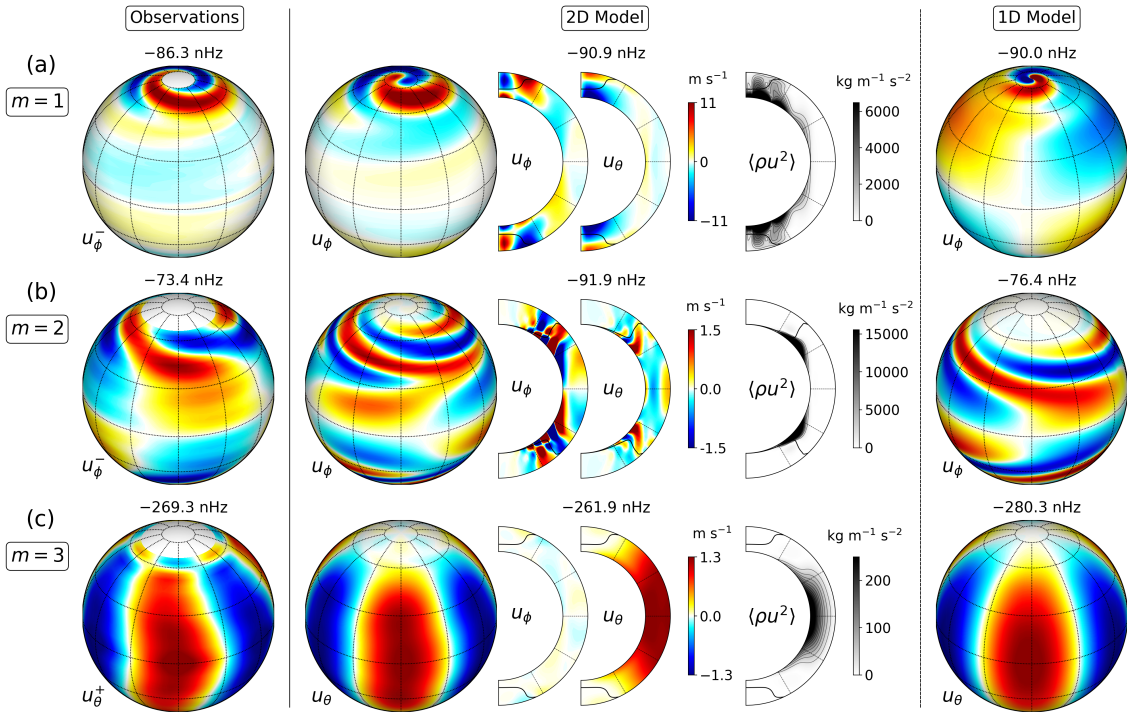 Observations
2D Model
1D Model
(a)
m = 1
−86.3 nHz
−90.9 nHz
−90.0 nHz
m s⁻¹
11
0
−11
kg m⁻¹ s⁻²
6000
4000
2000
0
u_ϕ⁻
u_ϕ
u_ϕ
u_θ
⟨ρu²⟩
u_ϕ
(b)
m = 2
−73.4 nHz
−91.9 nHz
−76.4 nHz
m s⁻¹
1.5
0.0
−1.5
kg m⁻¹ s⁻²
15000
10000
5000
0
u_ϕ⁻
u_ϕ
u_ϕ
u_θ
⟨ρu²⟩
u_ϕ
(c)
m = 3
−269.3 nHz
−261.9 nHz
−280.3 nHz
m s⁻¹
1.3
0.0
−1.3
kg m⁻¹ s⁻²
200
100
0
u_θ⁺
u_θ
u_ϕ
u_θ
⟨ρu²⟩
u_θ